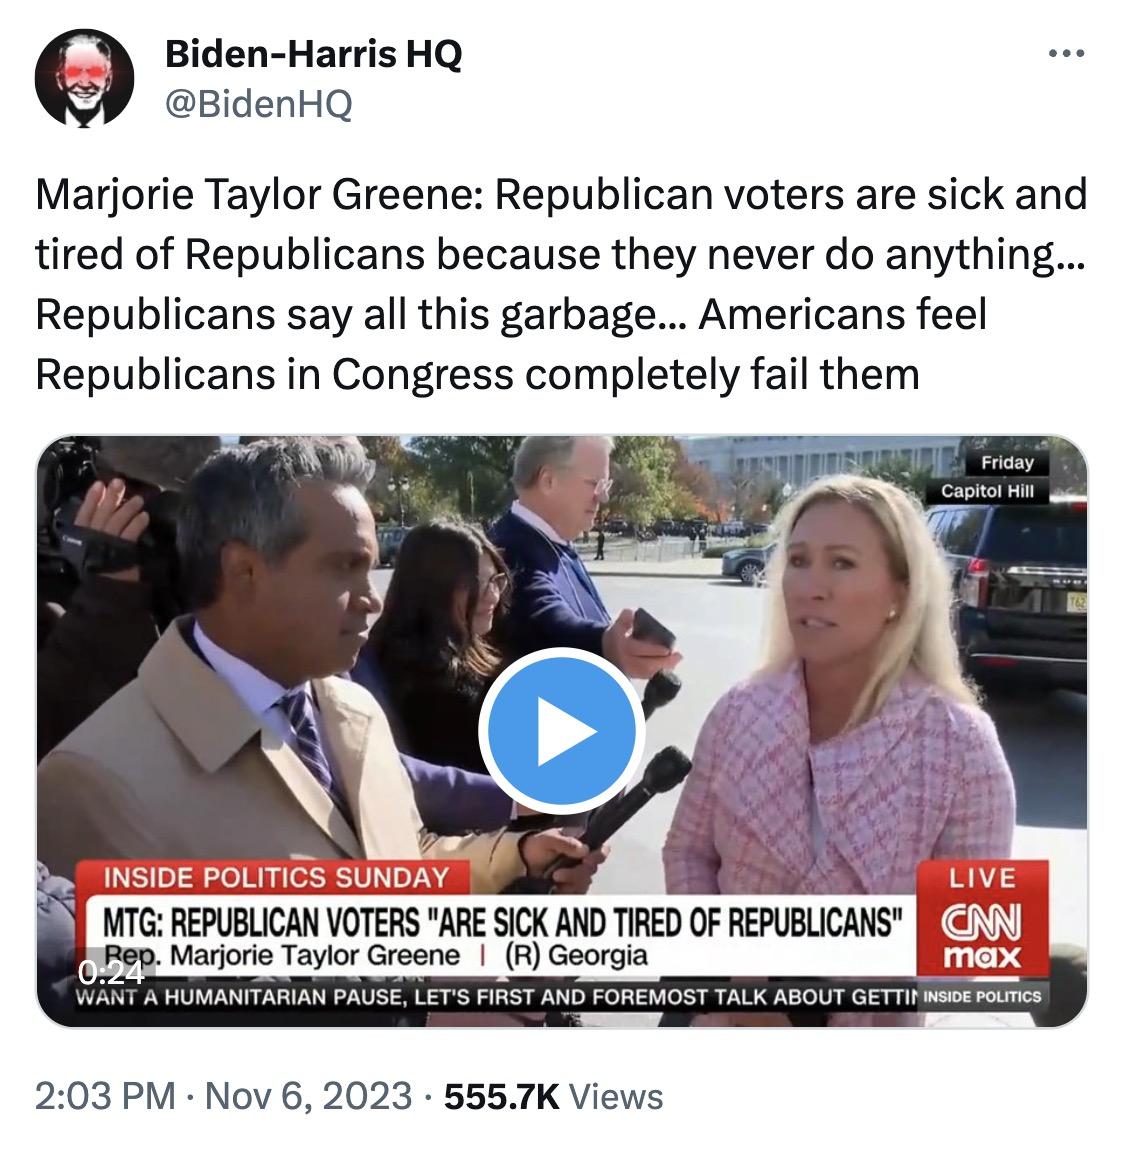 Biden-Harris HQ
@BidenHQ
Marjorie Taylor Greene: Republican voters are sick and
tired of Republicans because they never do anything...
Republicans say all this garbage... Americans feel
Republicans in Congress completely fail them
Friday
Capitol Hill
T62
INSIDE POLITICS SUNDAY
LIVE
MTG: REPUBLICAN VOTERS "ARE SICK AND TIRED OF REPUBLICANS"
CNN
max
Rep. Marjorie Taylor Greene | (R) Georgia
0:24
WANT A HUMANITARIAN PAUSE, LET'S FIRST AND FOREMOST TALK ABOUT GETTIN
INSIDE POLITICS
2:03 PM · Nov 6, 2023 · 555.7K Views